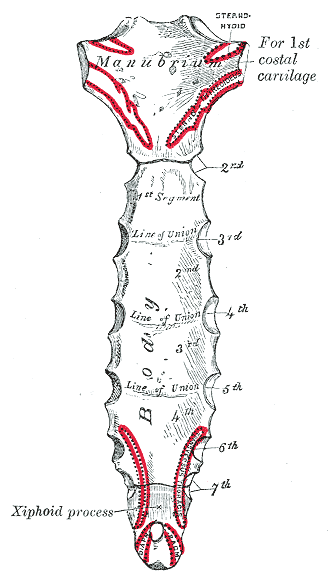 STERNO-
HYOID
For 1st
costal
cartilage
Manubrium
2nd
1st Segment
Line of Union
3rd
2nd
Line of Union
4th
3rd
Line of Union
5th
Body
4th
6th
7th
Xiphoid process